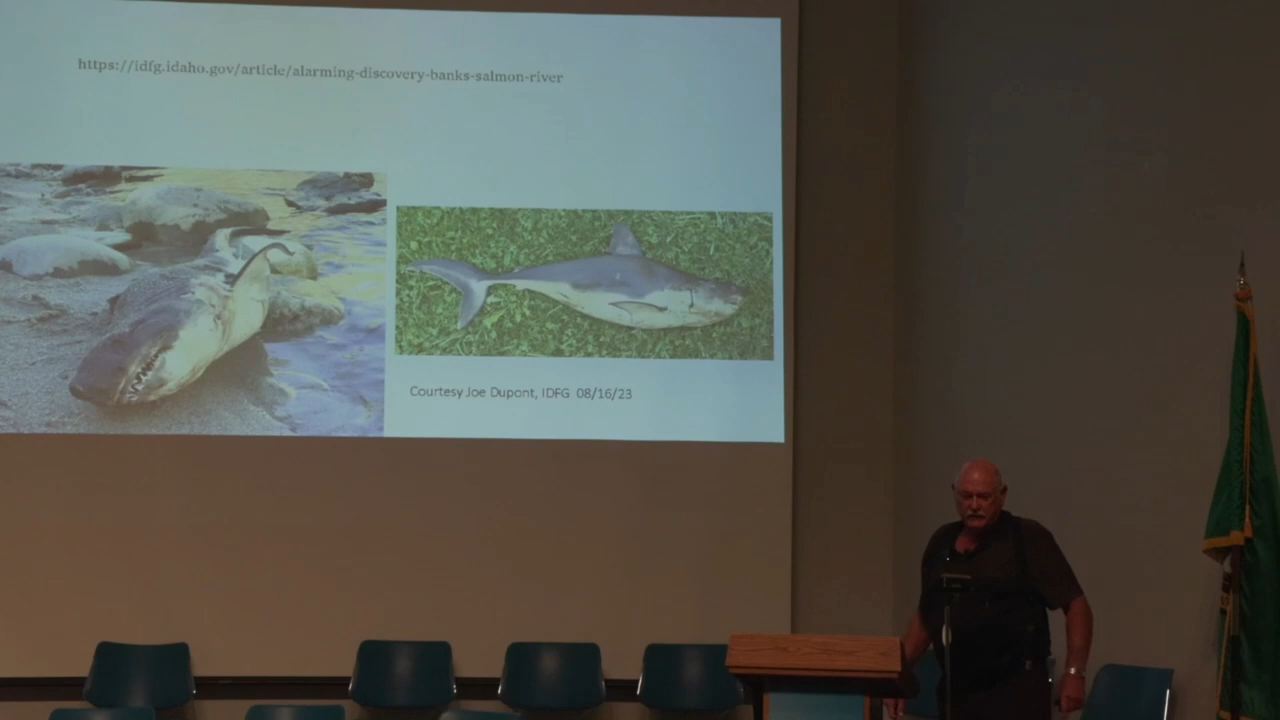 https://idfg.idaho.gov/article/alarming-discovery-banks-salmon-river
Courtesy Joe Dupont, IDFG 08/16/23